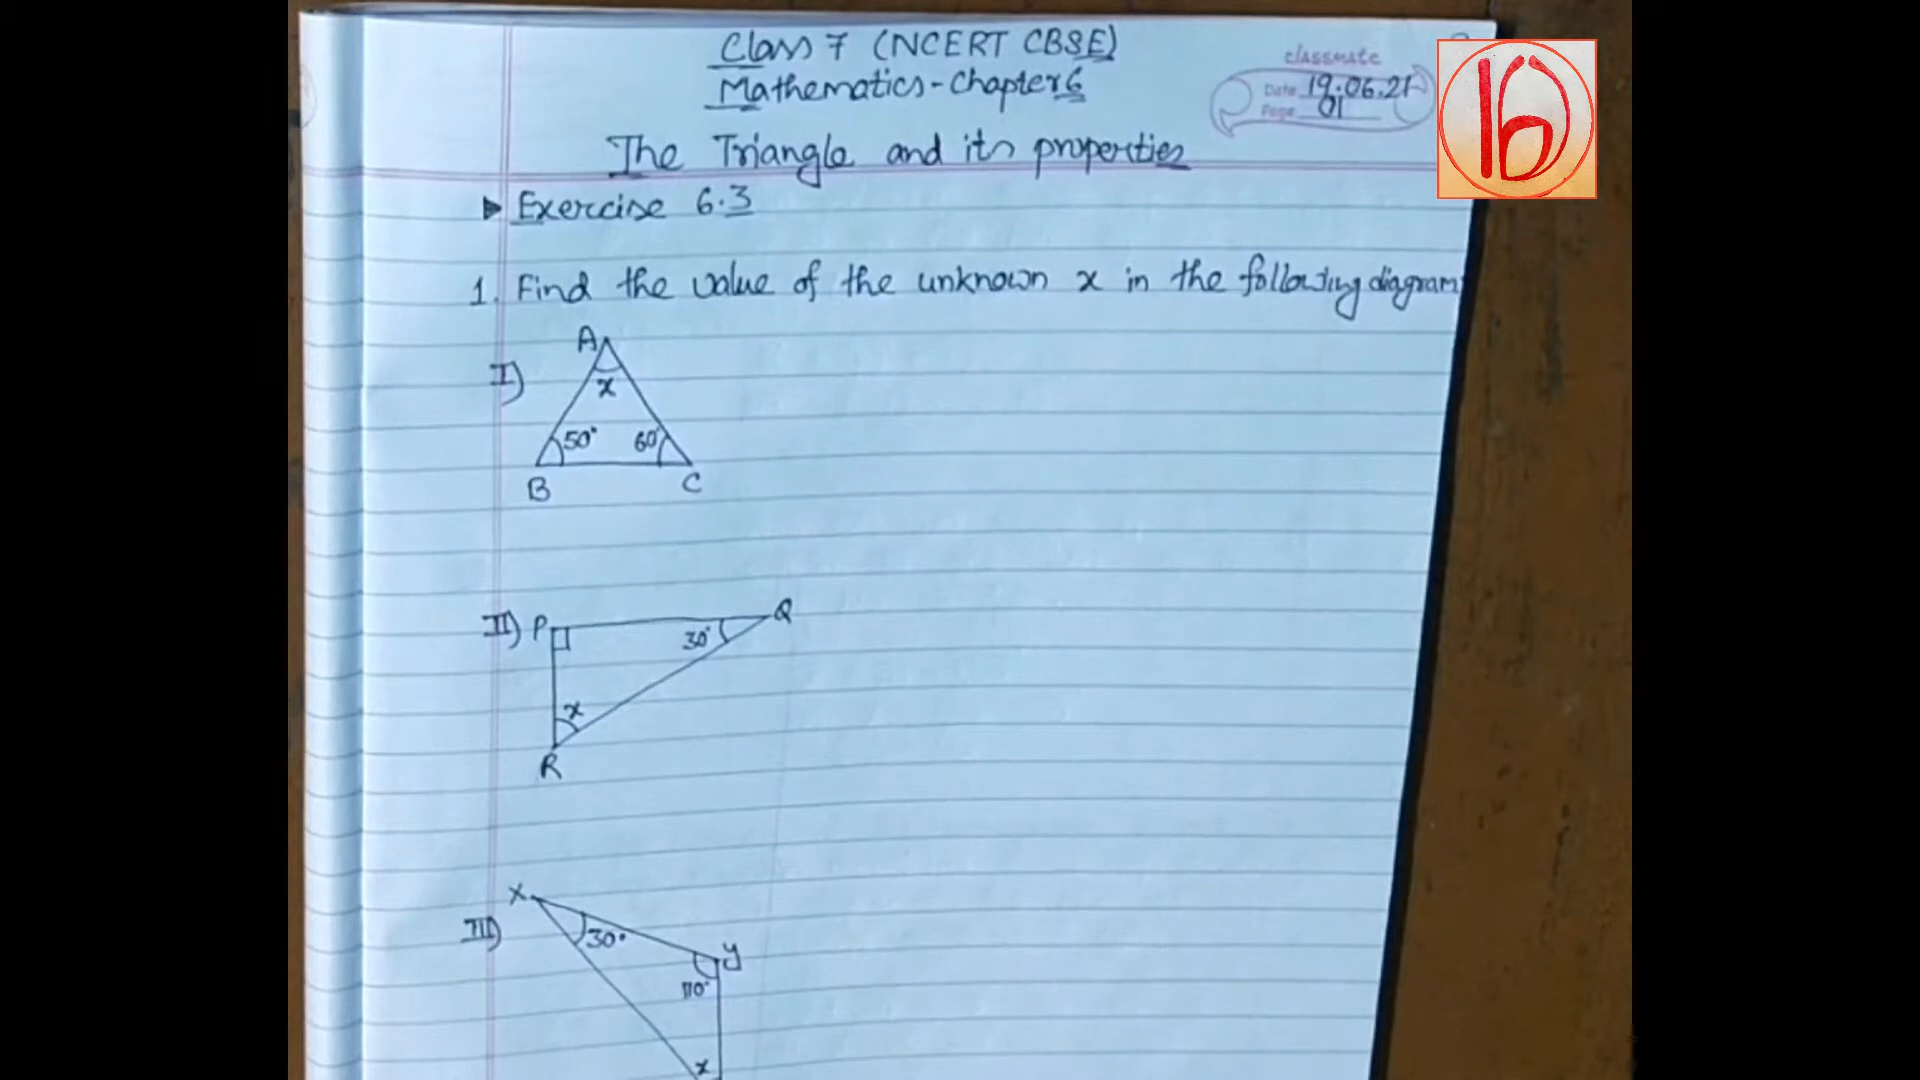 Class 7 (NCERT CBSE)
Mathematics - Chapter 6
classmate
Date 19.06.21
Page 01
The Triangle and its properties
Exercise 6.3
1. Find the value of the unknown x in the following diagram
I)
A
x
50° 60°
B C
II) P Q
30°
x
R
X
III)
30°
y
110°
x